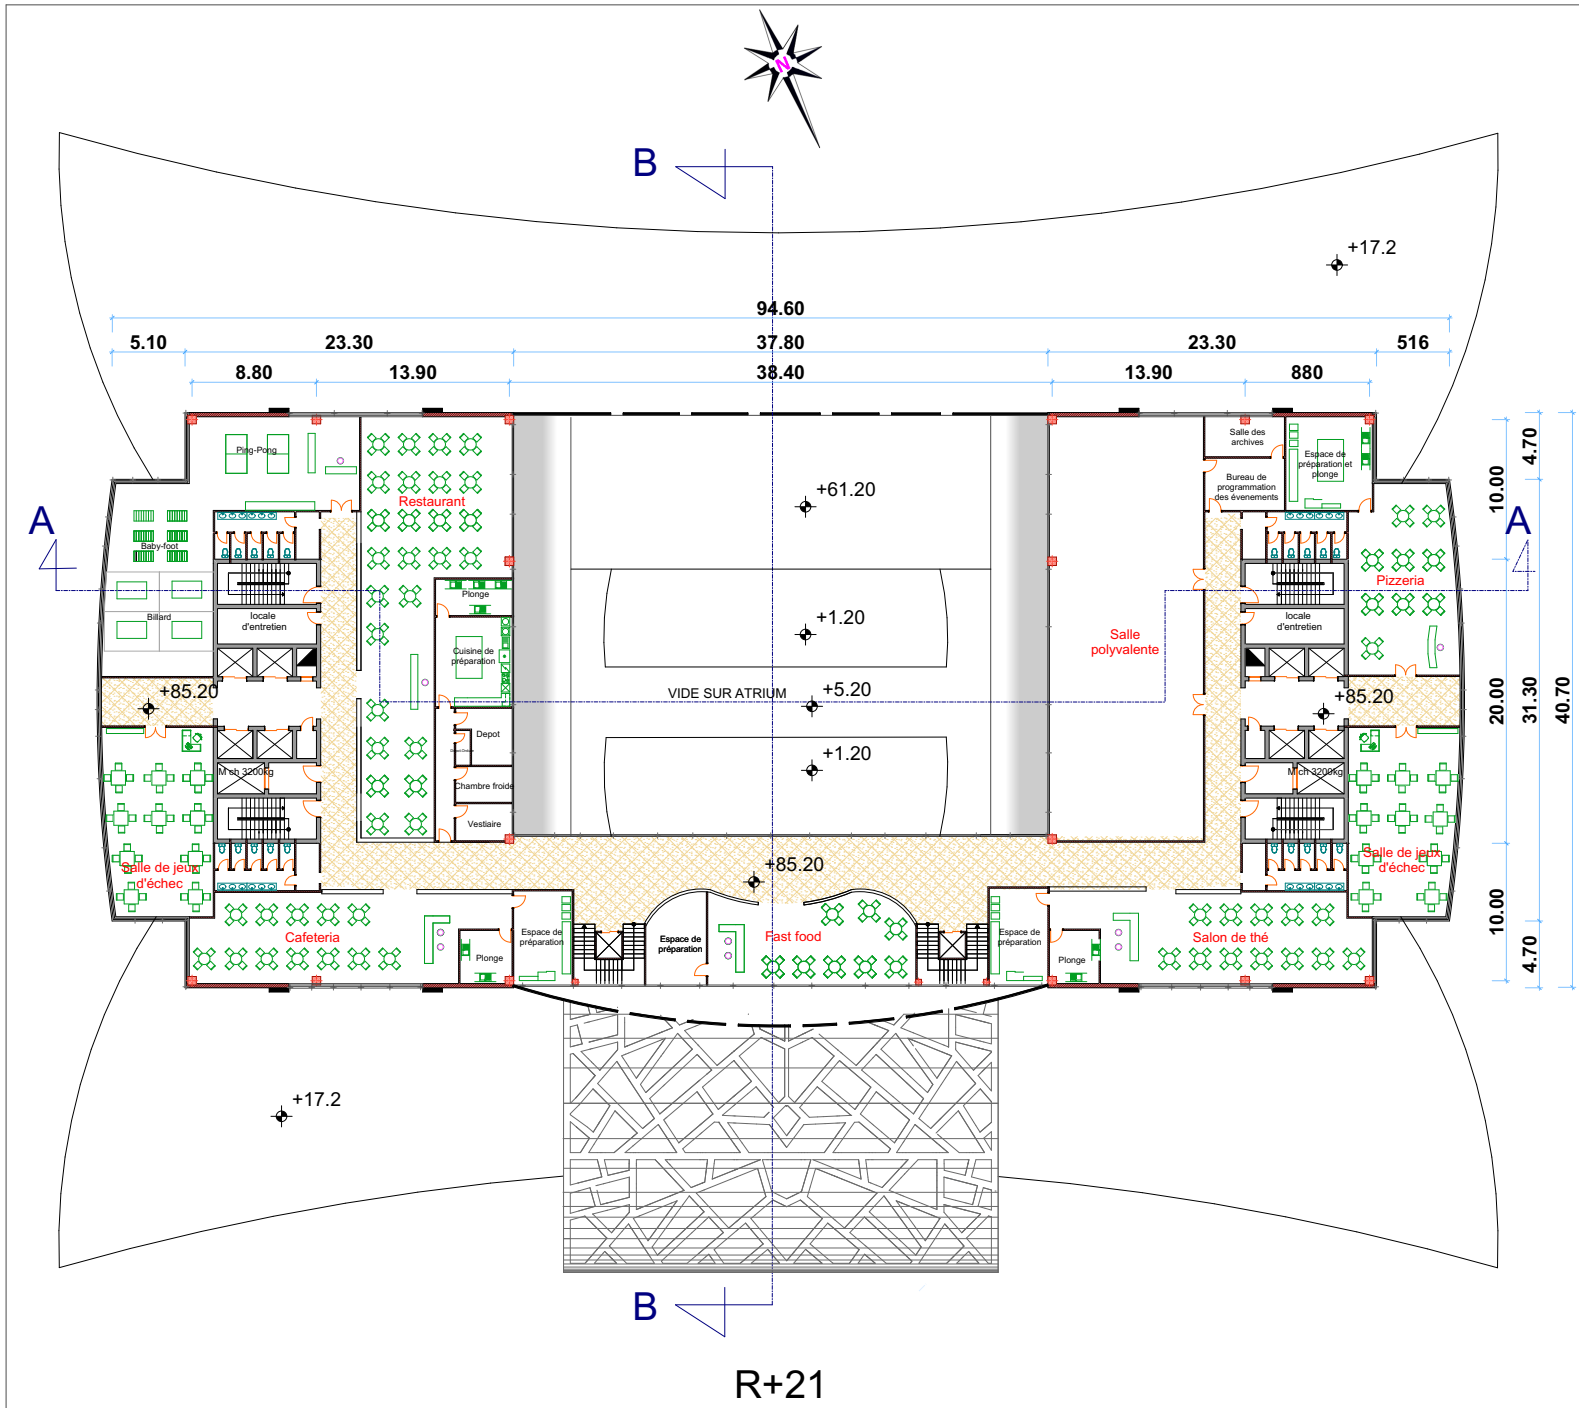 N
B
+17.2
94.60
5.10
23.30
37.80
23.30
516
8.80
13.90
38.40
13.90
880
4.70
10.00
20.00
31.30
40.70
10.00
4.70
A
A
Ping-Pong
Restaurant
Baby-foot
Billard
locale
d'entretien
Plonge
Cuisine de
préparation
Depot
Chambre froide
Vestiaire
+85.20
M ch 3200kg
Salle de jeux
d'échec
Cafeteria
Plonge
Espace de
préparation
+61.20
+1.20
VIDE SUR ATRIUM
+5.20
+1.20
+85.20
Espace de
préparation
Fast food
Espace de
préparation
Plonge
Salon de thé
Salle
polyvalente
Salle des
archives
Bureau de
programmation
des évenements
Espace de
préparation et
plonge
Pizzeria
locale
d'entretien
+85.20
M ch 3200kg
Salle de jeux
d'échec
+17.2
B
R+21